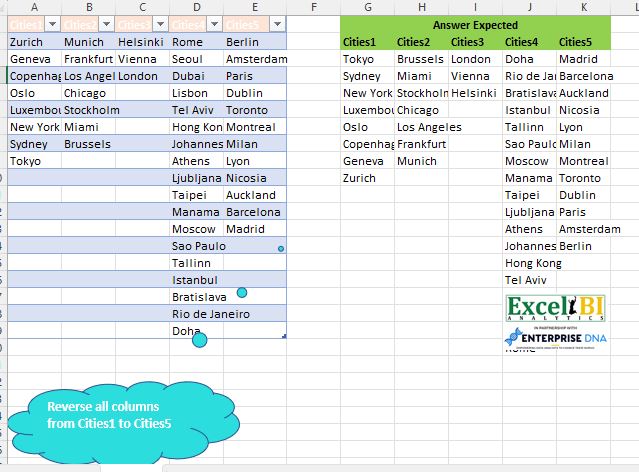 A B C D E F G H I J K L
Cities1 Cities2 Cities3 Cities4 Cities5 Answer Expected
Zurich Munich Helsinki Rome Berlin Cities1 Cities2 Cities3 Cities4 Cities5
Geneva Frankfurt Vienna Seoul Amsterdam Tokyo Brussels London Doha Madrid
Copenhag Los Angel London Dubai Paris Sydney Miami Vienna Rio de Jan Barcelona
Oslo Chicago Lisbon Dublin New York Stockholm Helsinki Bratislava Auckland
Luxembou Stockholm Tel Aviv Toronto Luxembou Chicago Istanbul Nicosia
New York Miami Hong Kon Montreal Oslo Los Angeles Tallinn Lyon
Sydney Brussels Johannes Milan Copenhag Frankfurt Sao Paulo Milan
Tokyo Athens Lyon Geneva Munich Moscow Montreal
Ljubljana Nicosia Zurich Manama Toronto
Taipei Auckland Taipei Dublin
Manama Barcelona Ljubljana Paris
Moscow Madrid Athens Amsterdam
Sao Paulo Johannes Berlin
Tallinn Hong Kong
Istanbul Tel Aviv
Bratislava
Rio de Janeiro
Doha
Excel BI
ANALYTICS
IN PARTNERSHIP WITH
ENTERPRISE DNA
Rome
Reverse all columns
from Cities1 to Cities5